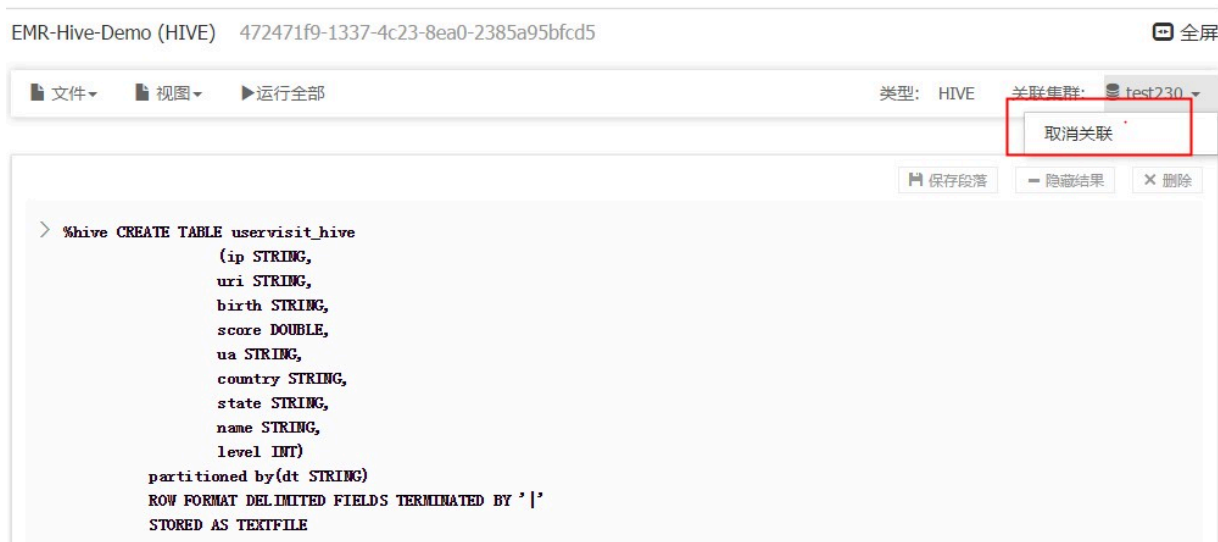 EMR-Hive-Demo (HIVE) 472471f9-1337-4c23-8ea0-2385a95bfcd5 全屏
文件 视图 运行全部 类型: HIVE 关联集群: test230
取消关联
保存段落 隐藏结果 删除
%hive CREATE TABLE uservisit_hive
(ip STRING,
uri STRING,
birth STRING,
score DOUBLE,
ua STRING,
country STRING,
state STRING,
name STRING,
level INT)
partitioned by(dt STRING)
ROW FORMAT DELIMITED FIELDS TERMINATED BY '|'
STORED AS TEXTFILE